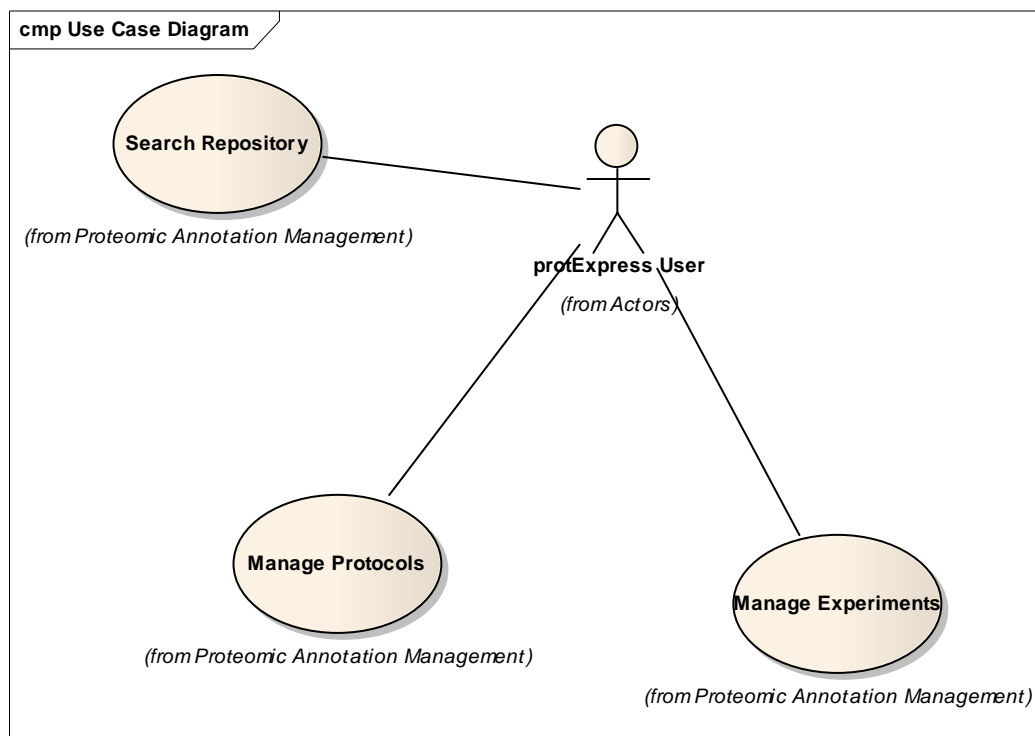 cmp Use Case Diagram
Search Repository
(from Proteomic Annotation Management)
protExpress User
(from Actors)
Manage Protocols
(from Proteomic Annotation Management)
Manage Experiments
(from Proteomic Annotation Management)